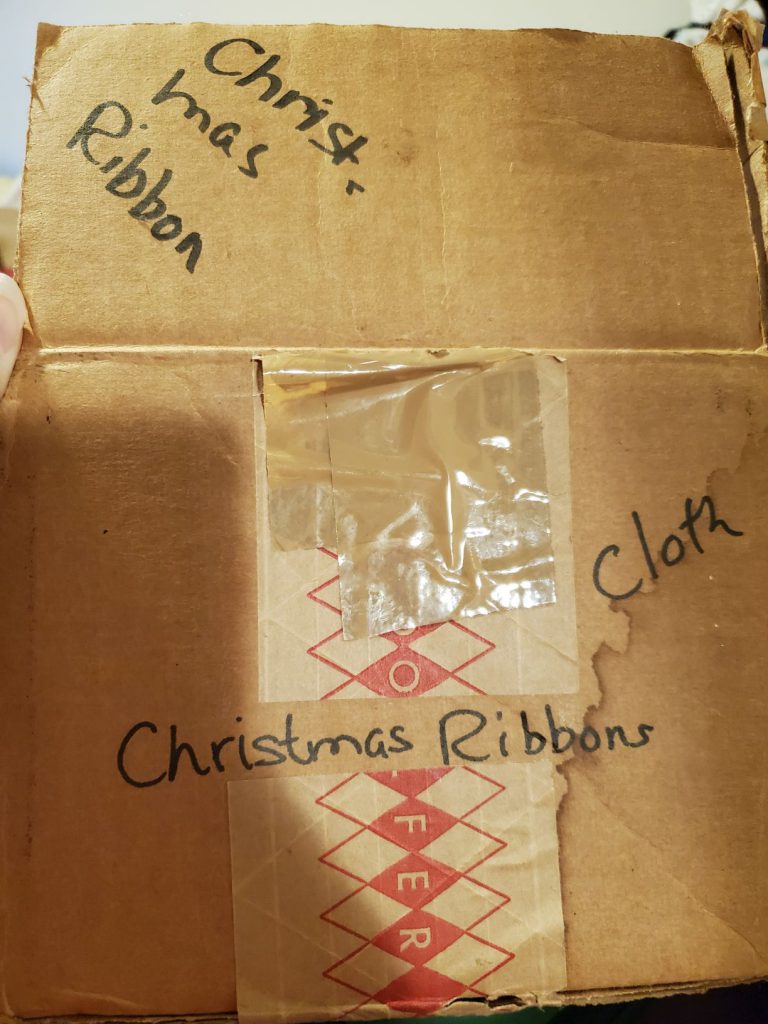 Christ-
mas
Ribbon
Cloth
O
Christmas Ribbons
F
E
R